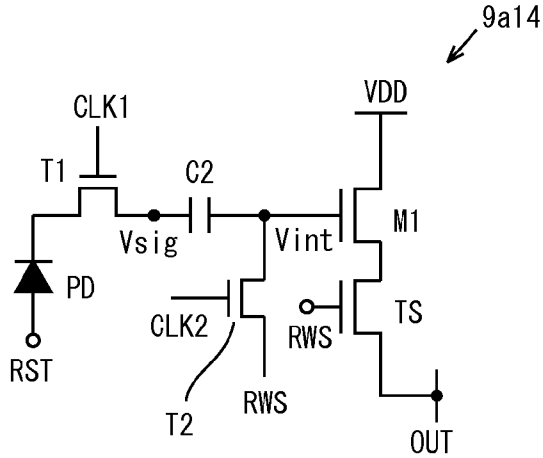 9a14
VDD
CLK1
T1
C2
Vsig
Vint
M1
PD
CLK2
RWS
TS
RST
T2
RWS
OUT